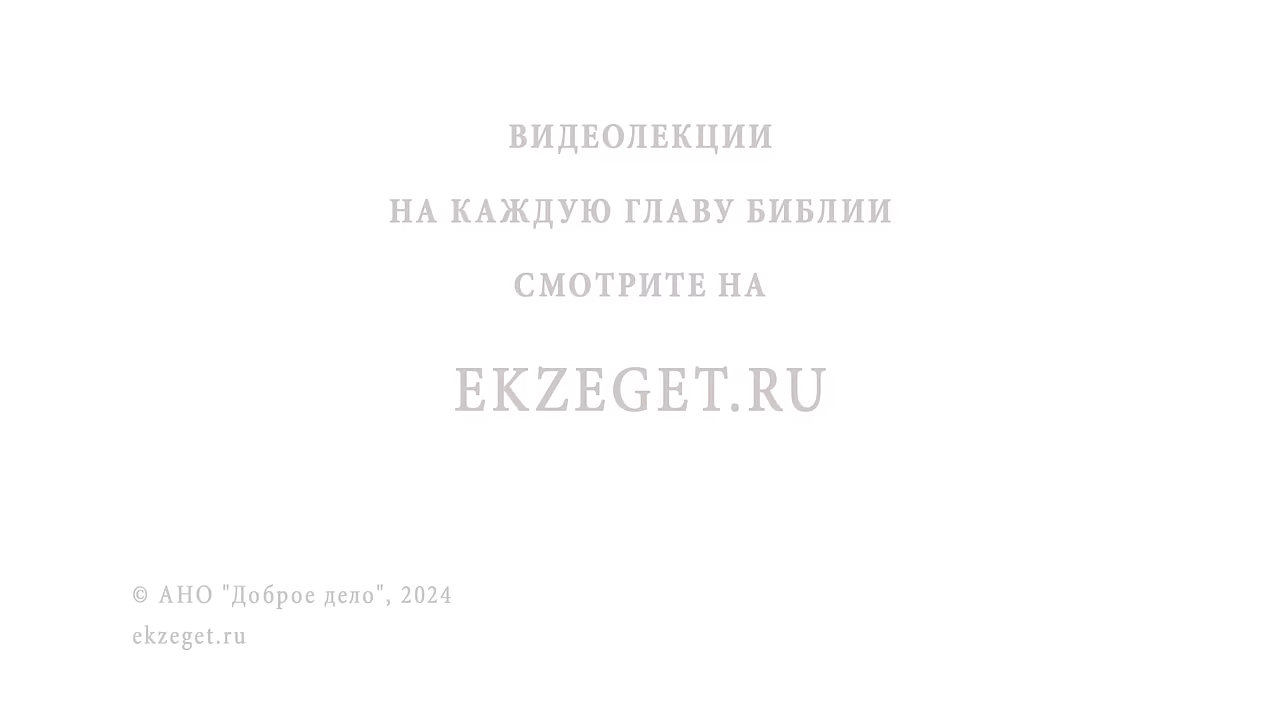 ВИДЕОЛЕКЦИИ
НА КАЖДУЮ ГЛАВУ БИБЛИИ
СМОТРИТЕ НА
EKZEGET.RU
© АНО "Доброе дело", 2024
ekzeget.ru